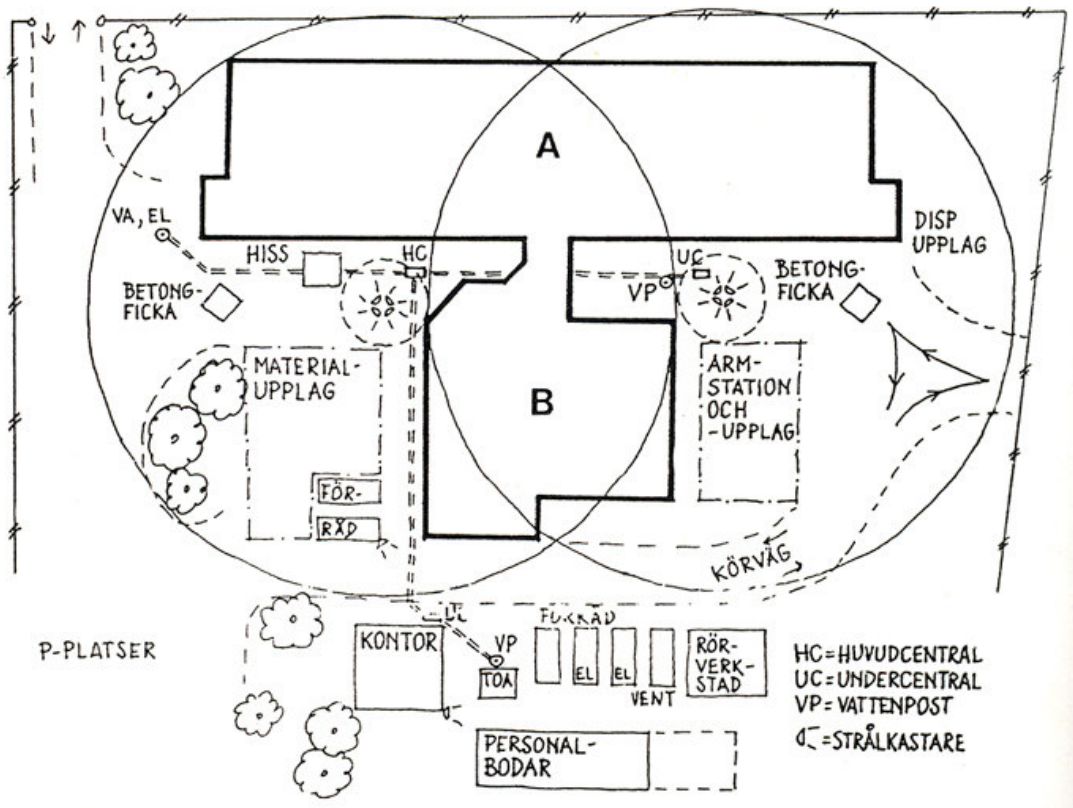 A
VA, EL
DISP
UPPLAG
HISS
HC
UC
VP
BETONG-
FICKA
BETONG-
FICKA
MATERIAL-
UPPLAG
B
ARM-
STATION
OCH
-UPPLAG
FÖR-
RÅD
KÖRVÄG
P-PLATSER
KONTOR
VP
TOA
FÖRRÅD
EL
EL
VENT
RÖR-
VERK-
STAD
PERSONAL-
BODAR
HC=HUVUDCENTRAL
UC=UNDERCENTRAL
VP=VATTENPOST
=STRÅLKASTARE